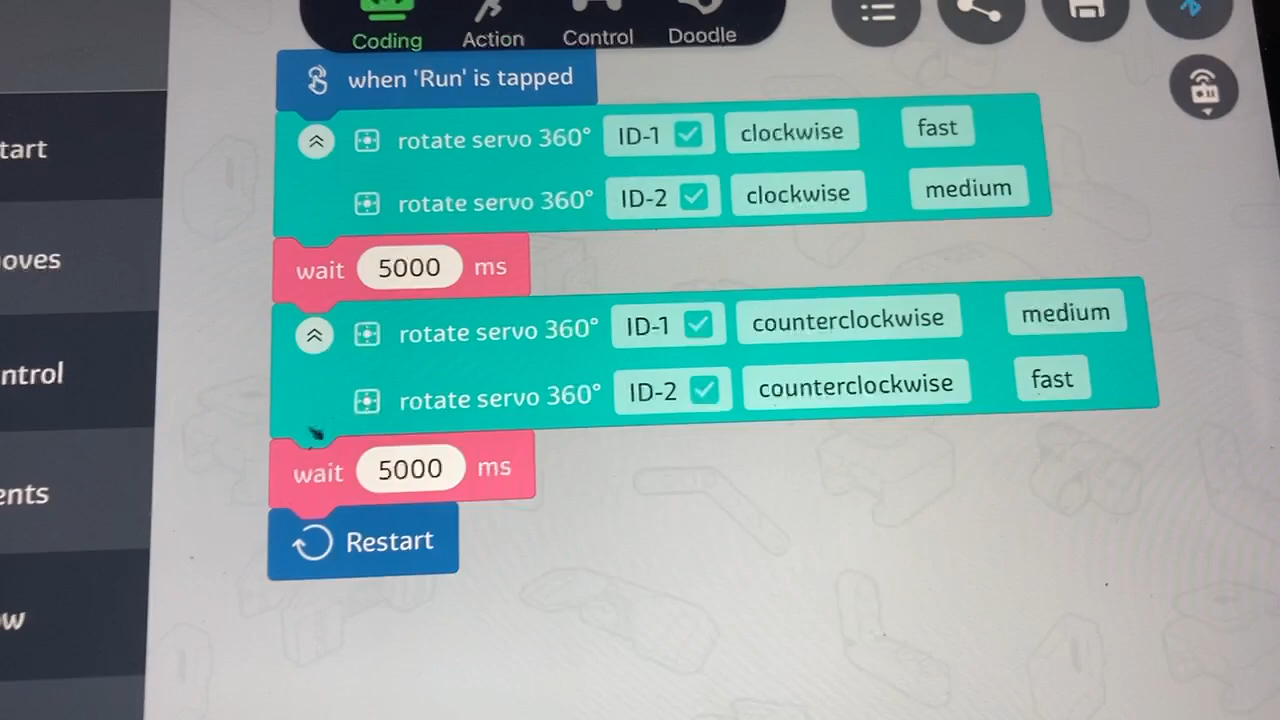 Coding Action Control Doodle
when 'Run' is tapped
rotate servo 360° ID-1 clockwise fast
rotate servo 360° ID-2 clockwise medium
wait 5000 ms
rotate servo 360° ID-1 counterclockwise medium
rotate servo 360° ID-2 counterclockwise fast
wait 5000 ms
Restart
tart
oves
ntrol
ents
w